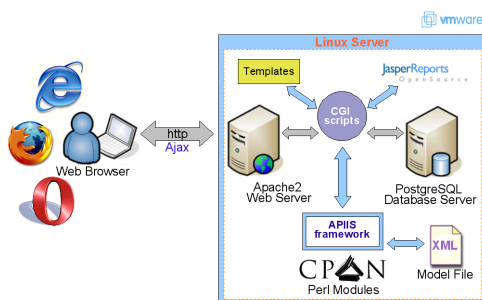 vmware
Linux Server
Templates
JasperReports
OpenSource
CGI
scripts
http
Ajax
Web Browser
Apache2
Web Server
PostgreSQL
Database Server
APIIS
framework
XML
CPAN
Perl Modules
Model File